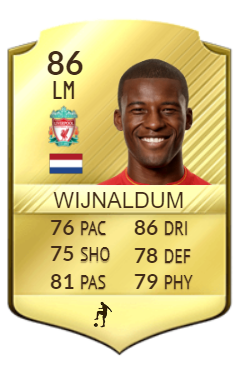 86
LM
WIJNALDUM
76 PAC 86 DRI
75 SHO 78 DEF
81 PAS 79 PHY